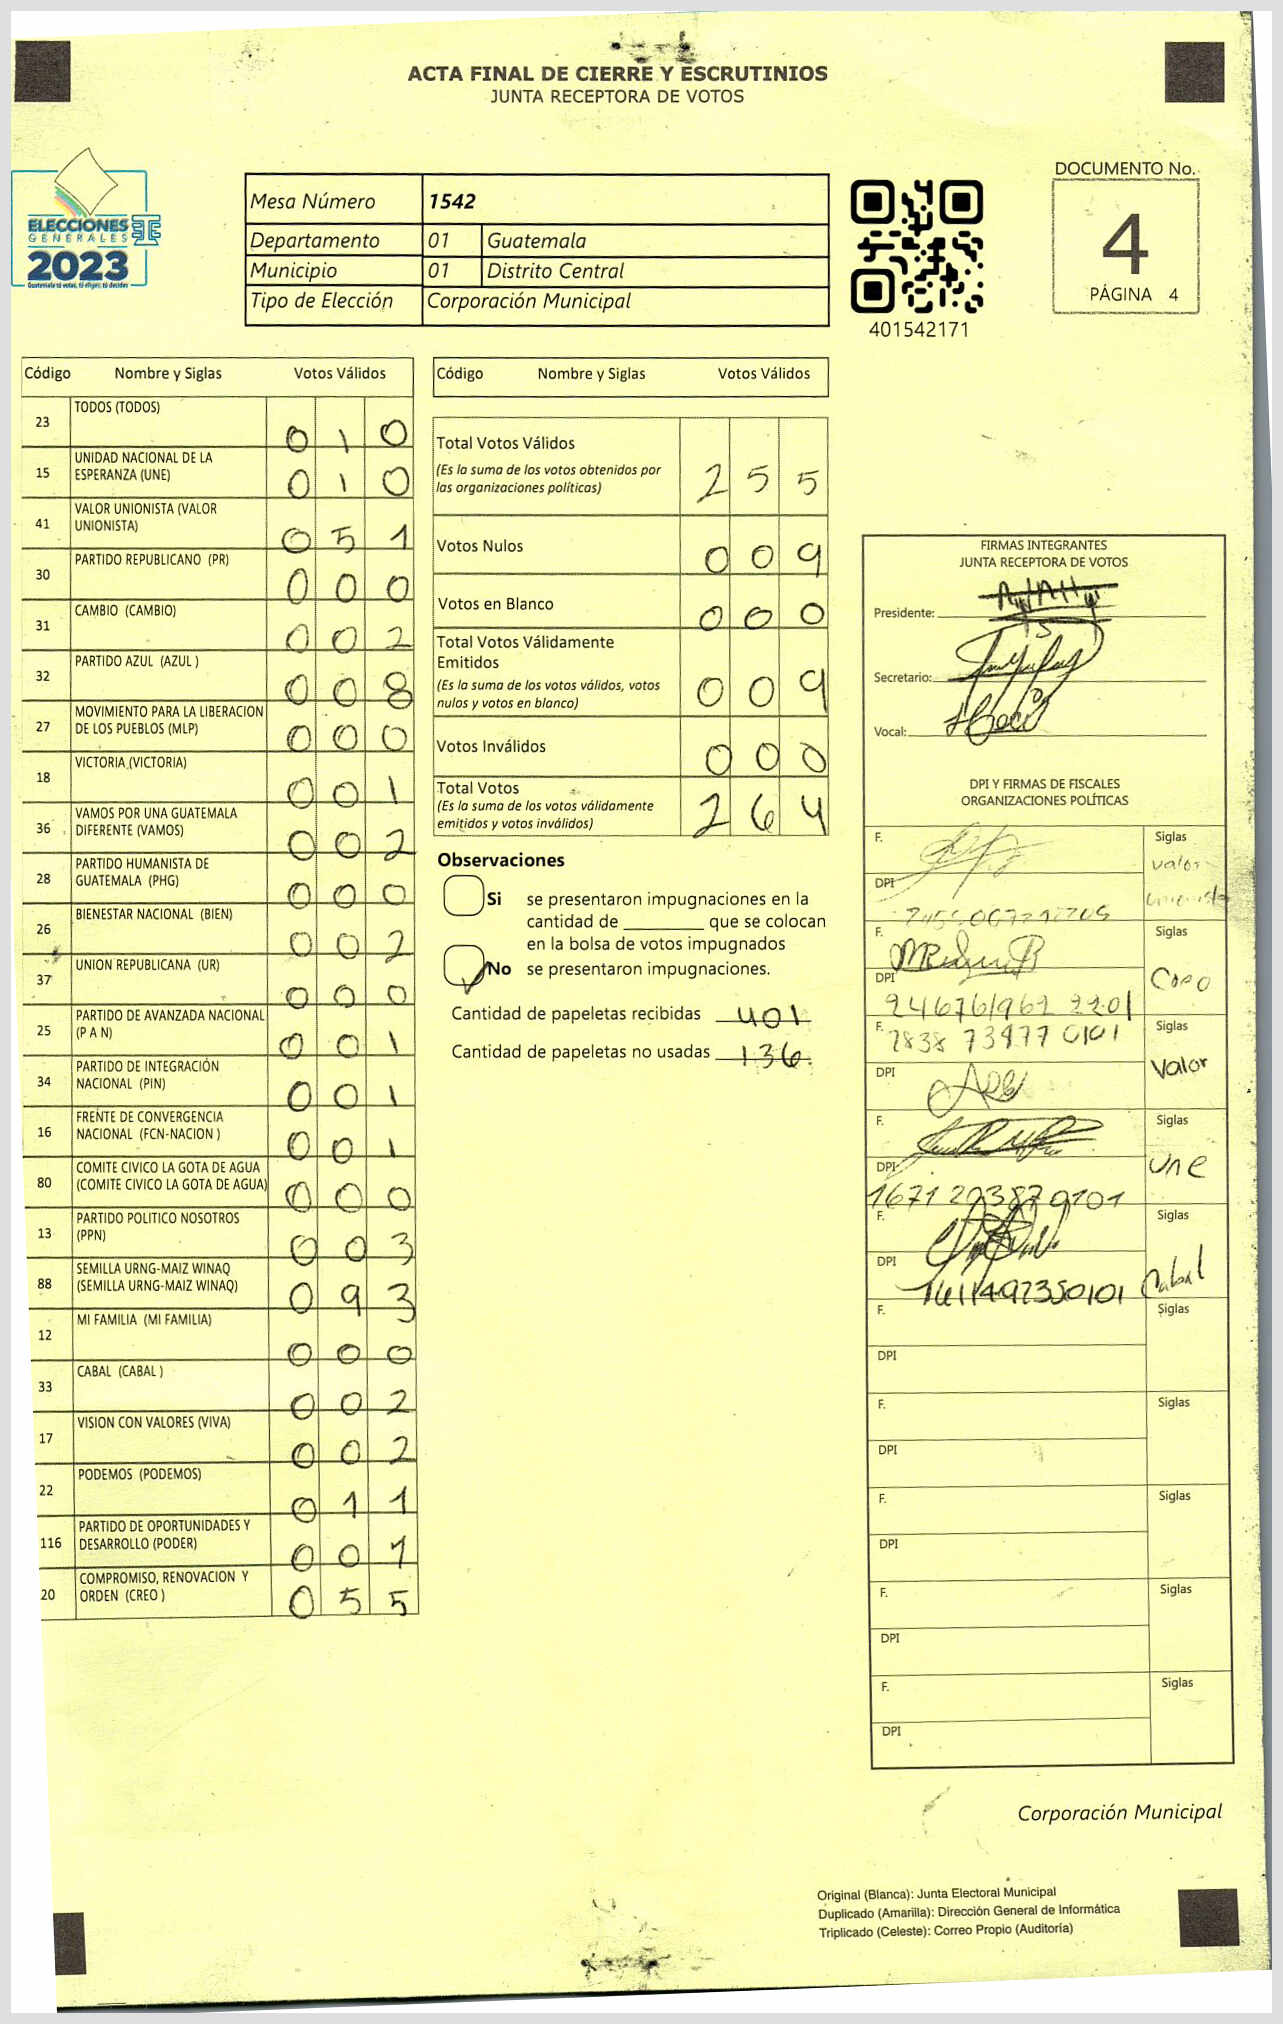 ACTA FINAL DE CIERRE Y ESCRUTINIOS
JUNTA RECEPTORA DE VOTOS
ELECCIONES
GENERALES
2023
Guatemala tú votas, tú eliges, tú decides
Mesa Número 1542
Departamento 01 Guatemala
Municipio 01 Distrito Central
Tipo de Elección Corporación Municipal
401542171
DOCUMENTO No.
4
PÁGINA 4
Código Nombre y Siglas Votos Válidos
23 TODOS (TODOS) 0 1 0
15 UNIDAD NACIONAL DE LA ESPERANZA (UNE) 0 1 0
41 VALOR UNIONISTA (VALOR UNIONISTA) 0 5 1
30 PARTIDO REPUBLICANO (PR) 0 0 0
31 CAMBIO (CAMBIO) 0 0 2
32 PARTIDO AZUL (AZUL ) 0 0 8
27 MOVIMIENTO PARA LA LIBERACION DE LOS PUEBLOS (MLP) 0 0 0
18 VICTORIA (VICTORIA) 0 0 1
36 VAMOS POR UNA GUATEMALA DIFERENTE (VAMOS) 0 0 2
28 PARTIDO HUMANISTA DE GUATEMALA (PHG) 0 0 0
26 BIENESTAR NACIONAL (BIEN) 0 0 2
37 UNION REPUBLICANA (UR) 0 0 0
25 PARTIDO DE AVANZADA NACIONAL (P A N) 0 0 1
34 PARTIDO DE INTEGRACIÓN NACIONAL (PIN) 0 0 1
16 FRENTE DE CONVERGENCIA NACIONAL (FCN-NACION ) 0 0 1
80 COMITE CIVICO LA GOTA DE AGUA (COMITE CIVICO LA GOTA DE AGUA) 0 0 0
13 PARTIDO POLITICO NOSOTROS (PPN) 0 0 3
88 SEMILLA URNG-MAIZ WINAQ (SEMILLA URNG-MAIZ WINAQ) 0 9 3
12 MI FAMILIA (MI FAMILIA) 0 0 0
33 CABAL (CABAL ) 0 0 2
17 VISION CON VALORES (VIVA) 0 0 2
22 PODEMOS (PODEMOS) 0 1 1
116 PARTIDO DE OPORTUNIDADES Y DESARROLLO (PODER) 0 0 1
20 COMPROMISO, RENOVACION Y ORDEN (CREO ) 0 5 5
Código Nombre y Siglas Votos Válidos
Total Votos Válidos 2 5 5
(Es la suma de los votos obtenidos por
las organizaciones políticas)
Votos Nulos 0 0 9
Votos en Blanco 0 0 0
Total Votos Válidamente
Emitidos 0 0 9
(Es la suma de los votos válidos, votos
nulos y votos en blanco)
Votos Inválidos 0 0 0
Total Votos 2 6 4
(Es la suma de los votos válidamente
emitidos y votos inválidos)
Observaciones
Si se presentaron impugnaciones en la
cantidad de ________ que se colocan
en la bolsa de votos impugnados
No se presentaron impugnaciones.
Cantidad de papeletas recibidas 401
Cantidad de papeletas no usadas 136
FIRMAS INTEGRANTES
JUNTA RECEPTORA DE VOTOS
Presidente:
Secretario:
Vocal:
DPI Y FIRMAS DE FISCALES
ORGANIZACIONES POLÍTICAS
F. Siglas
valor
DPI unionista
F. Siglas
DPI Creo
F. 2838 73977 0101 Siglas
DPI Valor
F. Siglas
DPI Une
1671 20387 0101
F. Siglas
DPI Cabal
1611497350101
F. Siglas
DPI
F. Siglas
DPI
F. Siglas
DPI
F. Siglas
DPI
F. Siglas
DPI
Corporación Municipal
Original (Blanca): Junta Electoral Municipal
Duplicado (Amarilla): Dirección General de Informática
Triplicado (Celeste): Correo Propio (Auditoría)